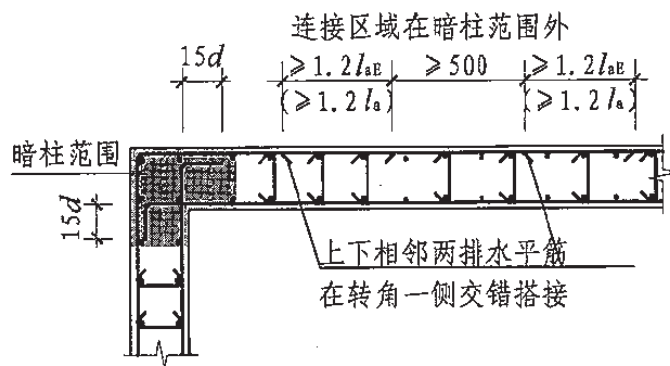 连接区域在暗柱范围外
15d
≥1.2laE
≥500
≥1.2laE
(≥1.2la)
(≥1.2la)
暗柱范围
15d
上下相邻两排水平筋
在转角一侧交错搭接